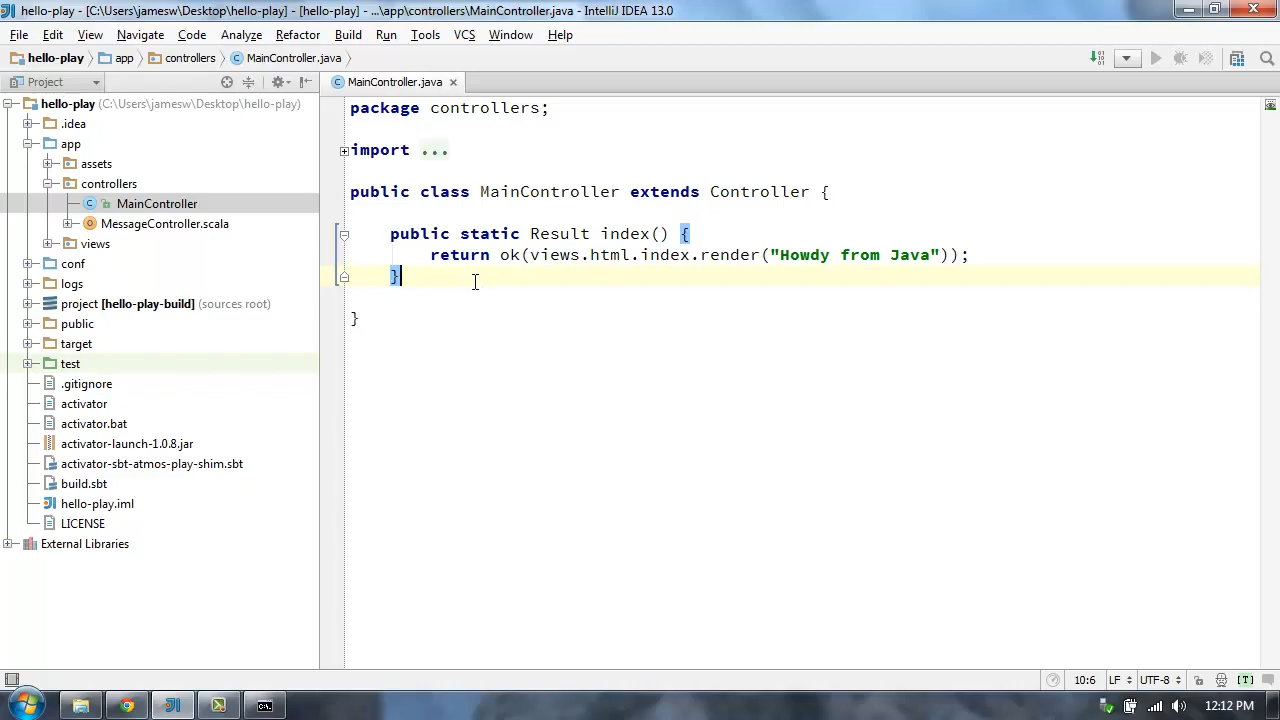 hello-play - [C:\Users\jamesw\Desktop\hello-play] - [hello-play] - ...\app\controllers\MainController.java - IntelliJ IDEA 13.0
File Edit View Navigate Code Analyze Refactor Build Run Tools VCS Window Help
hello-play app controllers MainController.java
Project
MainController.java
hello-play (C:\Users\jamesw\Desktop\hello-play)
.idea
app
assets
controllers
MainController
MessageController.scala
views
conf
logs
project [hello-play-build] (sources root)
public
target
test
.gitignore
activator
activator.bat
activator-launch-1.0.8.jar
activator-sbt-atmos-play-shim.sbt
build.sbt
hello-play.iml
LICENSE
External Libraries
package controllers;
import ...
public class MainController extends Controller {
public static Result index() {
return ok(views.html.index.render("Howdy from Java"));
}
}
10:6 LF UTF-8 [T]
12:12 PM